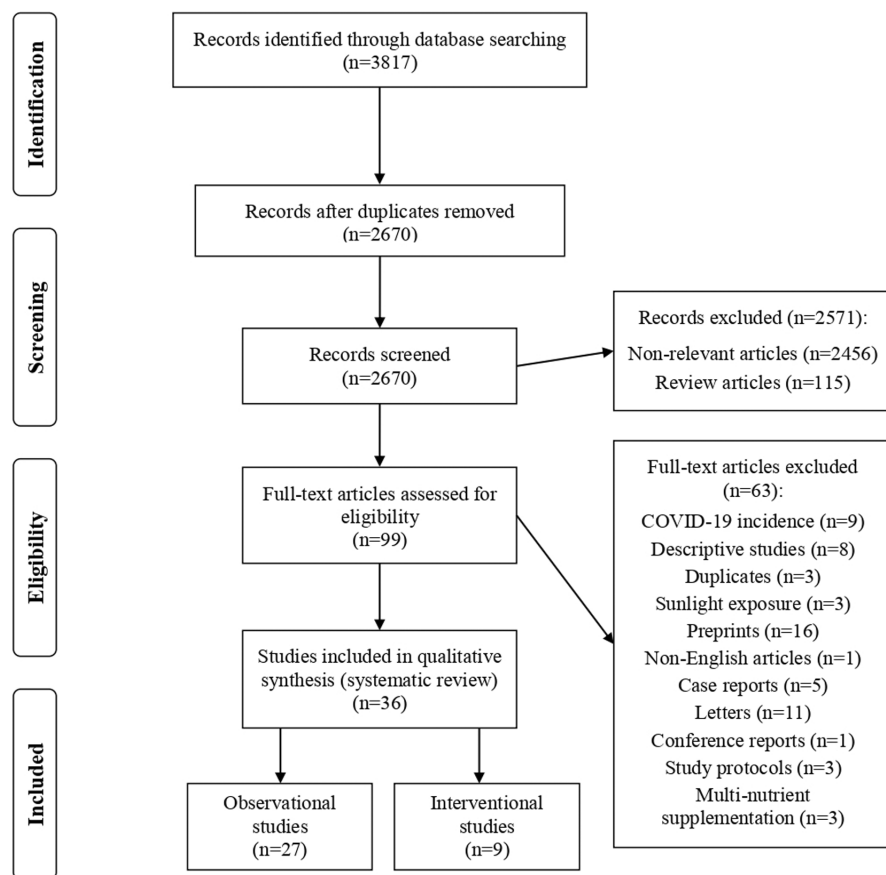 Identification
Records identified through database searching
(n=3817)
Records after duplicates removed
(n=2670)
Screening
Records screened
(n=2670)
Records excluded (n=2571):
Non-relevant articles (n=2456)
Review articles (n=115)
Eligibility
Full-text articles assessed for
eligibility
(n=99)
Full-text articles excluded
(n=63):
COVID-19 incidence (n=9)
Descriptive studies (n=8)
Duplicates (n=3)
Sunlight exposure (n=3)
Preprints (n=16)
Non-English articles (n=1)
Case reports (n=5)
Letters (n=11)
Conference reports (n=1)
Study protocols (n=3)
Multi-nutrient
supplementation (n=3)
Studies included in qualitative
synthesis (systematic review)
(n=36)
Included
Observational
studies
(n=27)
Interventional
studies
(n=9)